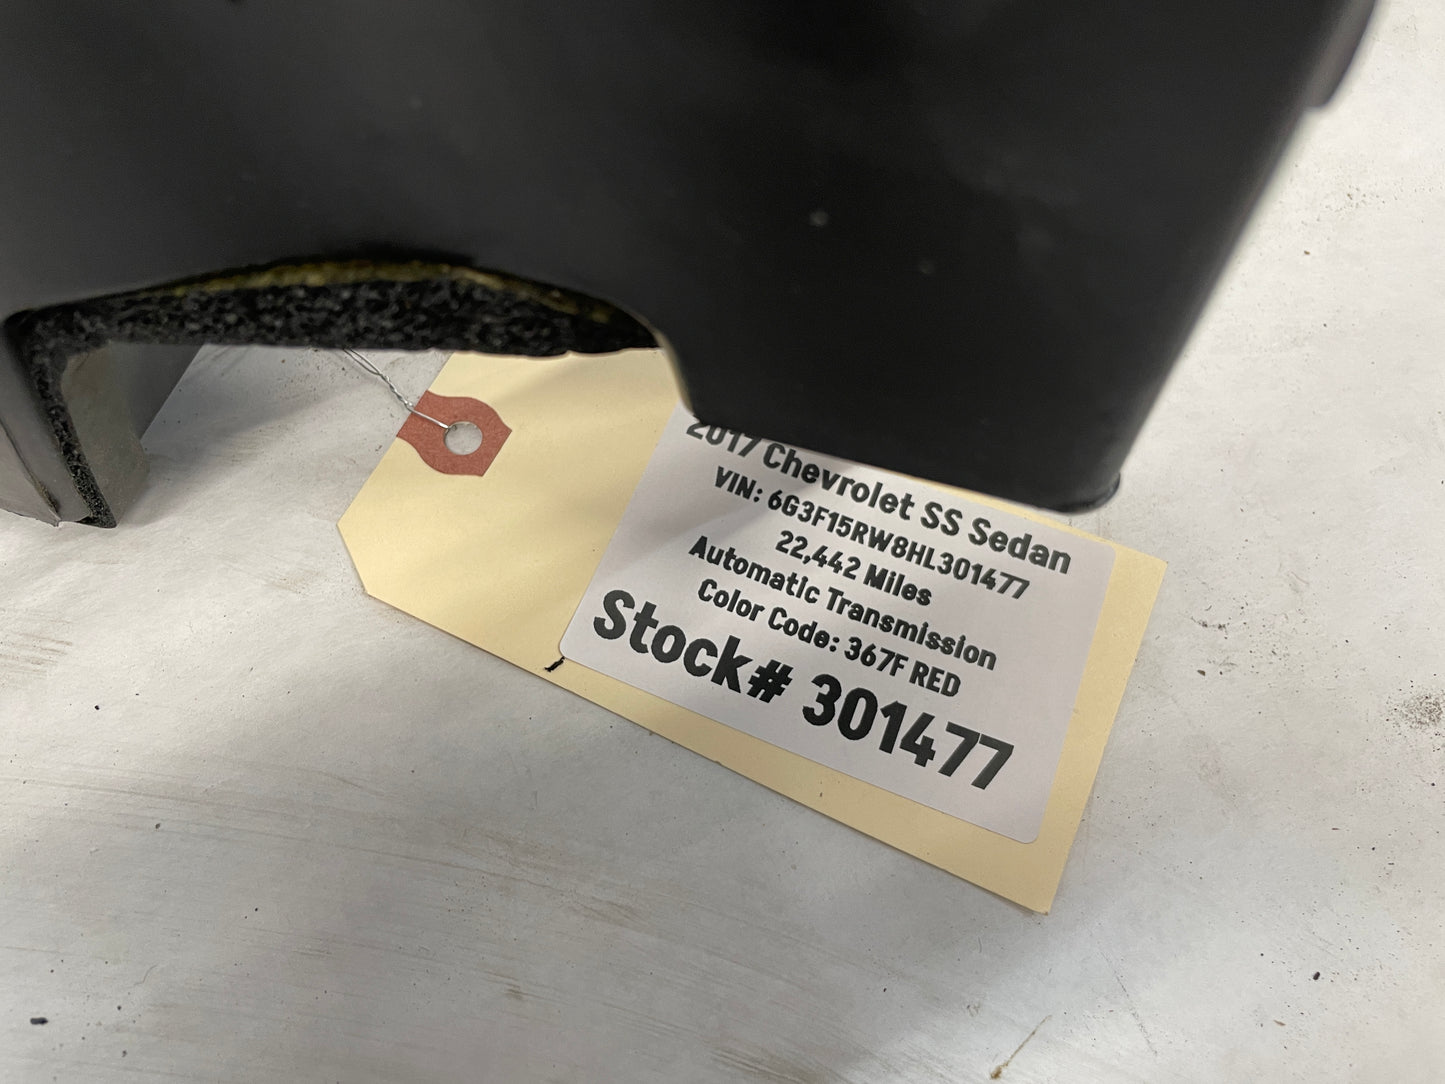 2017 Chevrolet SS Sedan
VIN: 6G3F15RW8HL301477
22,442 Miles
Automatic Transmission
Color Code: 367F RED
Stock# 301477